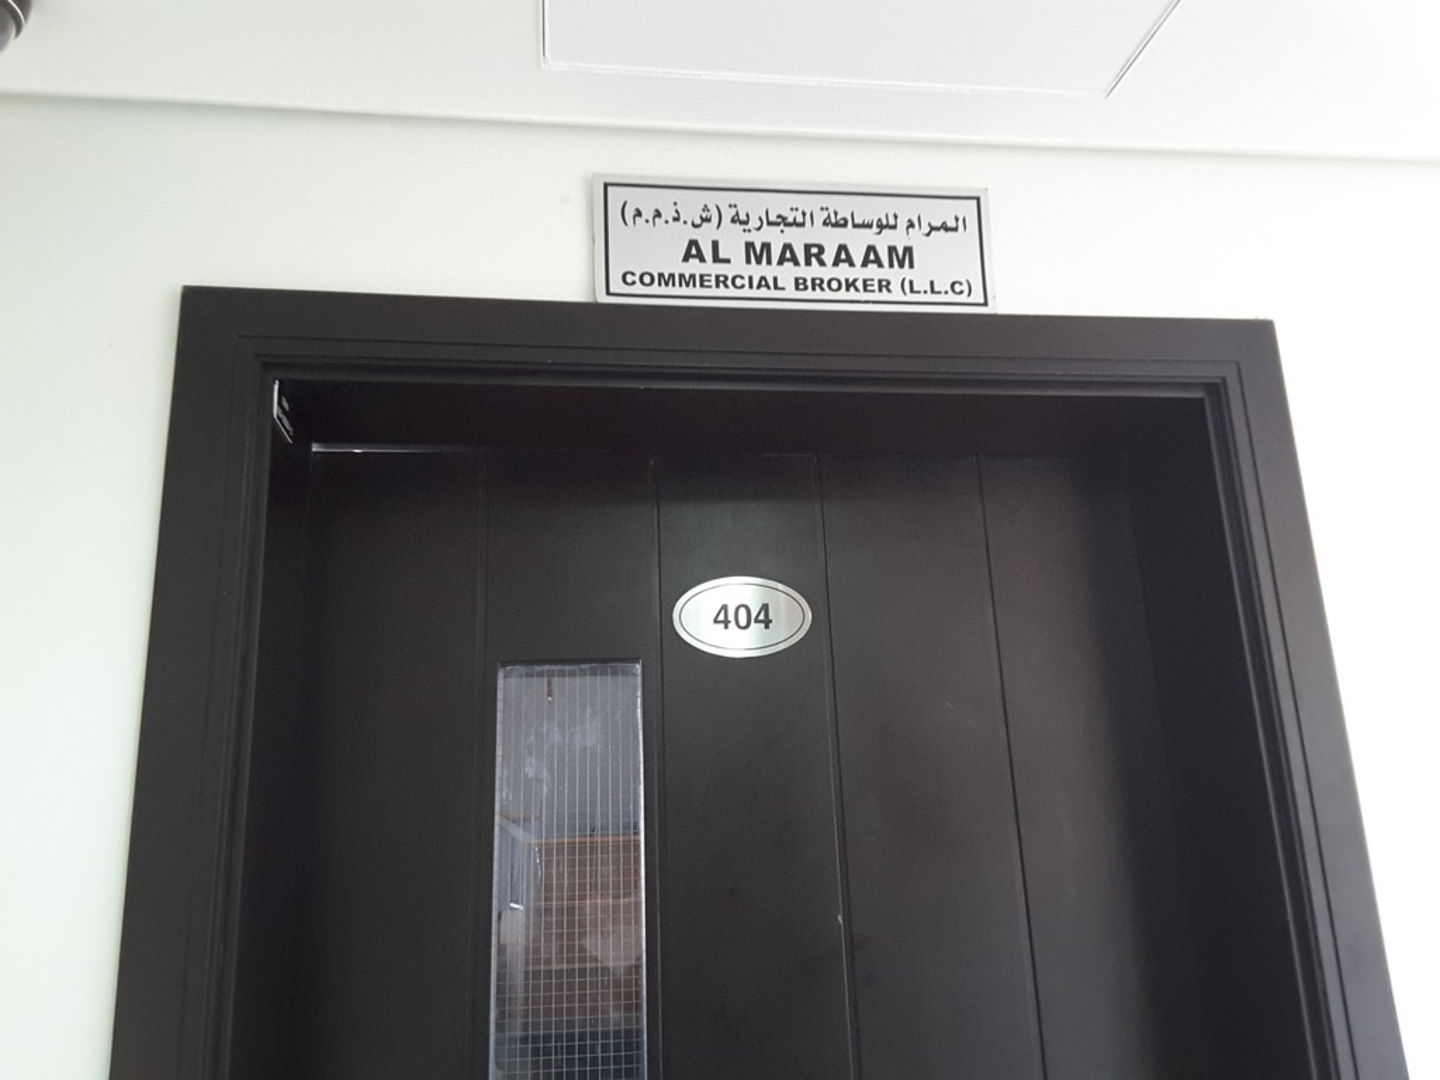 المرام للوساطة التجارية (ش.ذ.م.م)
AL MARAAM
COMMERCIAL BROKER (L.L.C)
404